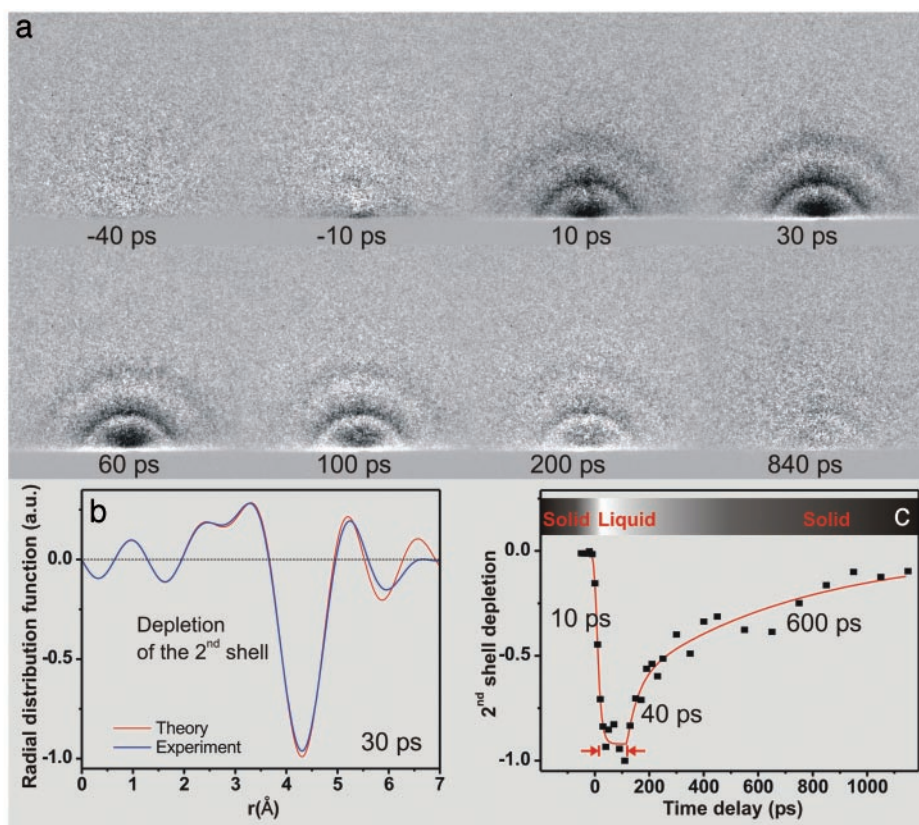 a
-40 ps
-10 ps
10 ps
30 ps
60 ps
100 ps
200 ps
840 ps
b
Radial distribution function (a.u.)
0.0
-0.5
-1.0
Depletion
of the 2nd shell
Theory
Experiment
30 ps
0
1
2
3
4
5
6
7
r(Å)
c
Solid
Liquid
Solid
2nd shell depletion
0.0
-0.5
-1.0
10 ps
40 ps
600 ps
0
200
400
600
800
1000
Time delay (ps)